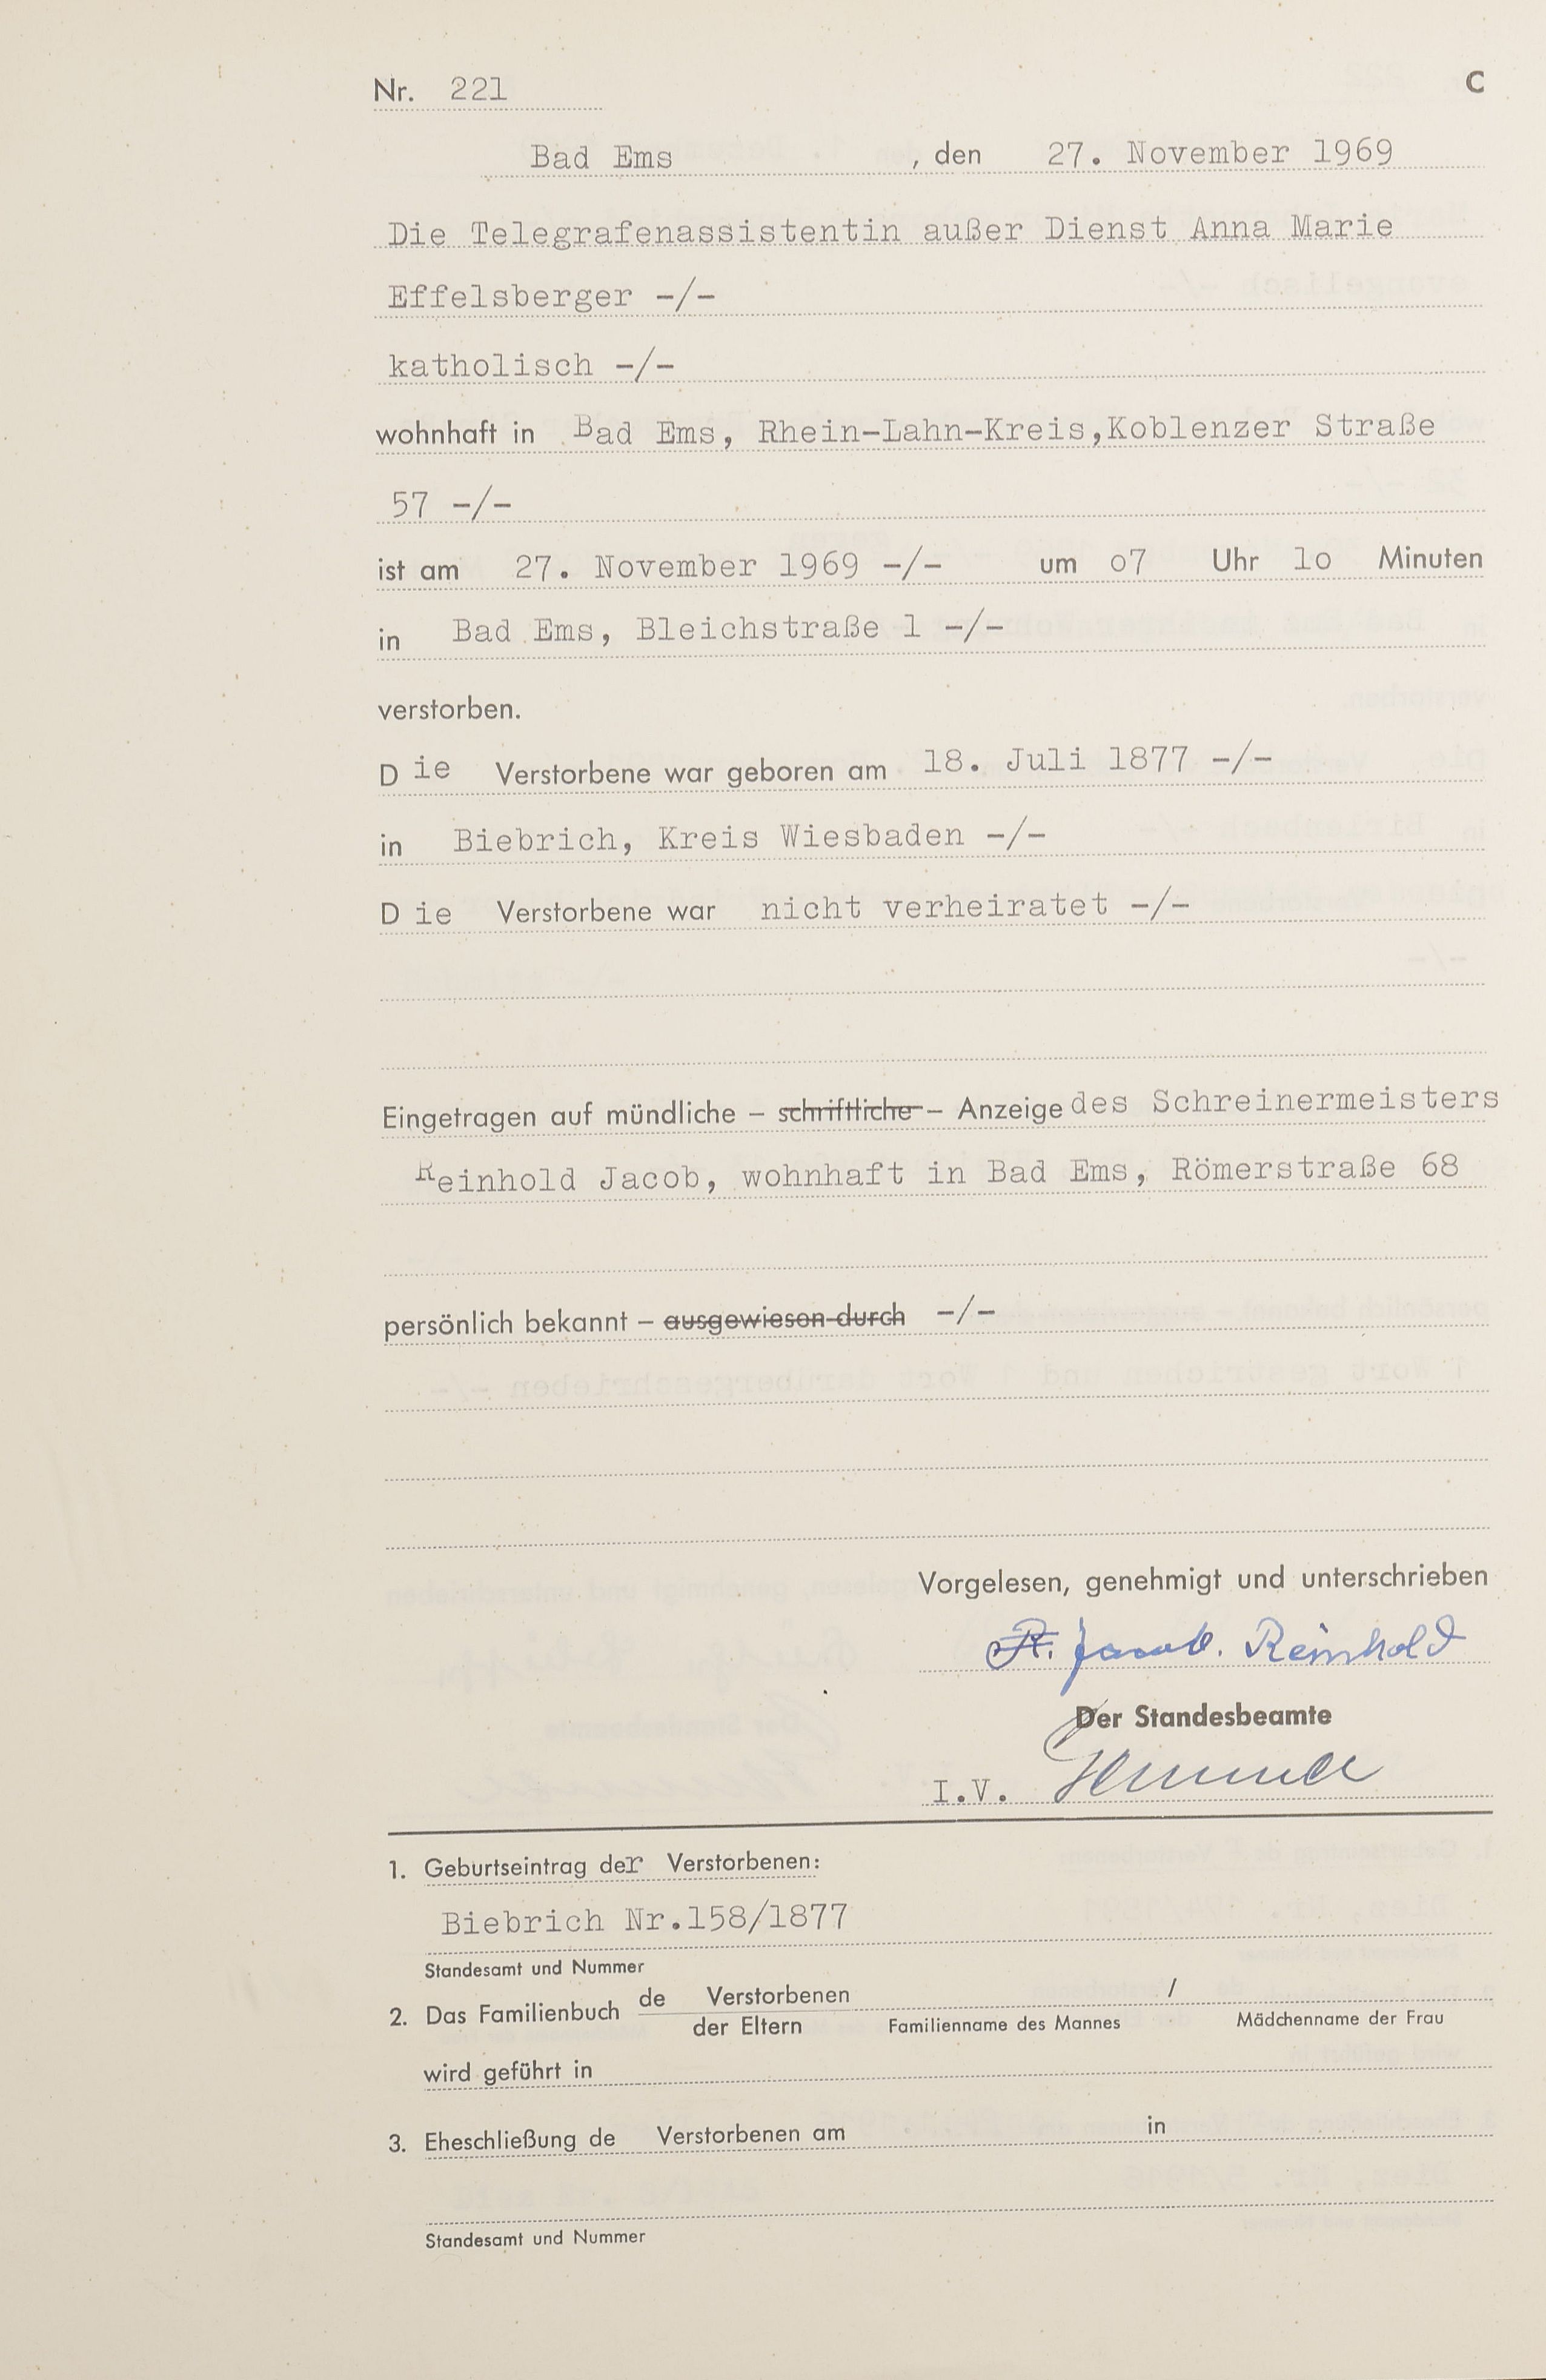 Nr. 221 C
Bad Ems , den 27. November 1969
Die Telegrafenassistentin außer Dienst Anna Marie
Effelsberger -/-
katholisch -/-
wohnhaft in Bad Ems, Rhein-Lahn-Kreis,Koblenzer Straße
57 -/-
ist am 27. November 1969 -/- um o7 Uhr lo Minuten
in Bad Ems, Bleichstraße 1 -/-
verstorben.
Die Verstorbene war geboren am 18. Juli 1877 -/-
in Biebrich, Kreis Wiesbaden -/-
Die Verstorbene war nicht verheiratet -/-
Eingetragen auf mündliche – schriftliche – Anzeige des Schreinermeisters
Reinhold Jacob, wohnhaft in Bad Ems, Römerstraße 68
persönlich bekannt – ausgewiesen durch -/-
Vorgelesen, genehmigt und unterschrieben
R. Jacob. Reinhold
Der Standesbeamte
I.V.
1. Geburtseintrag der Verstorbenen:
Biebrich Nr.158/1877
Standesamt und Nummer
2. Das Familienbuch de Verstorbenen /
der Eltern Familienname des Mannes Mädchenname der Frau
wird geführt in
3. Eheschließung de Verstorbenen am in
Standesamt und Nummer